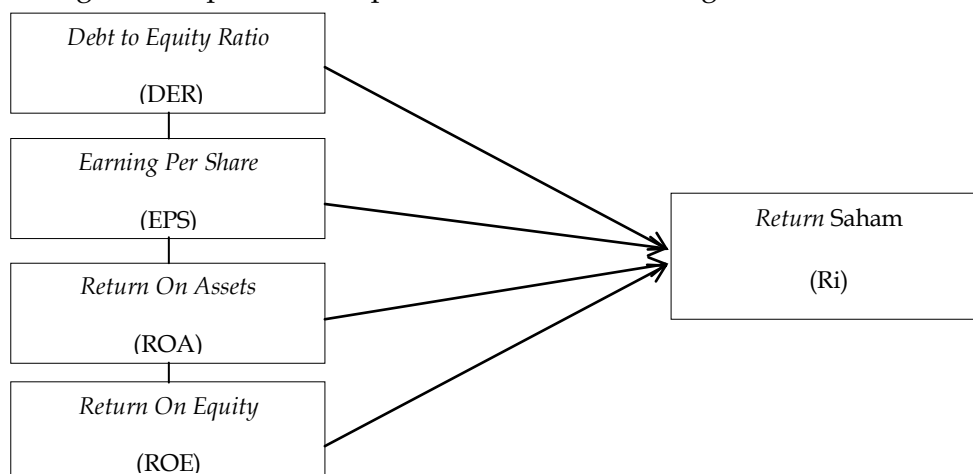 Debt to Equity Ratio
(DER)
Earning Per Share
(EPS)
Return On Assets
(ROA)
Return On Equity
(ROE)
Return Saham
(Ri)